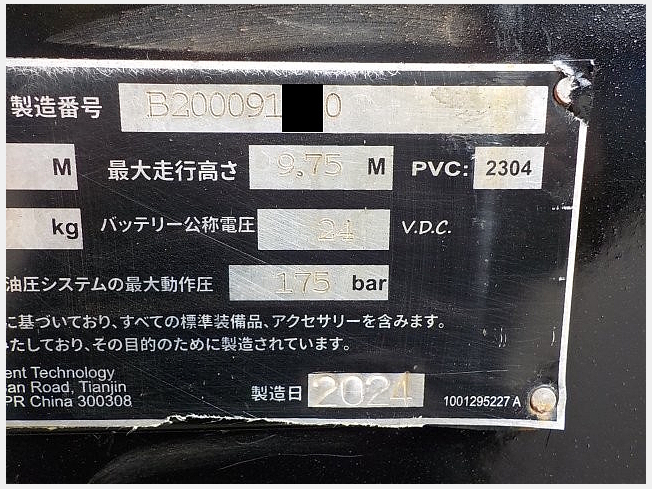 製造番号 B200091 0
M 最大走行高さ 9.75 M PVC: 2304
kg バッテリー公称電圧 24 V.D.C.
油圧システムの最大動作圧 175 bar
に基づいており、すべての標準装備品、アクセサリーを含みます。
たしており、その目的のために製造されています。
ent Technology
an Road, Tianjin
PR China 300308
製造日 2024 1001295227 A